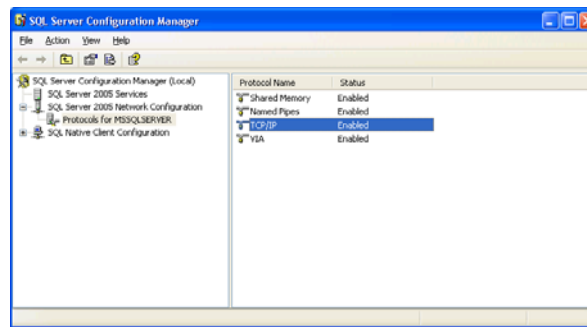 SQL Server Configuration Manager
File Action View Help
SQL Server Configuration Manager (Local)
SQL Server 2005 Services
SQL Server 2005 Network Configuration
Protocols for MSSQLSERVER
SQL Native Client Configuration
Protocol Name Status
Shared Memory Enabled
Named Pipes Enabled
TCP/IP Enabled
VIA Enabled